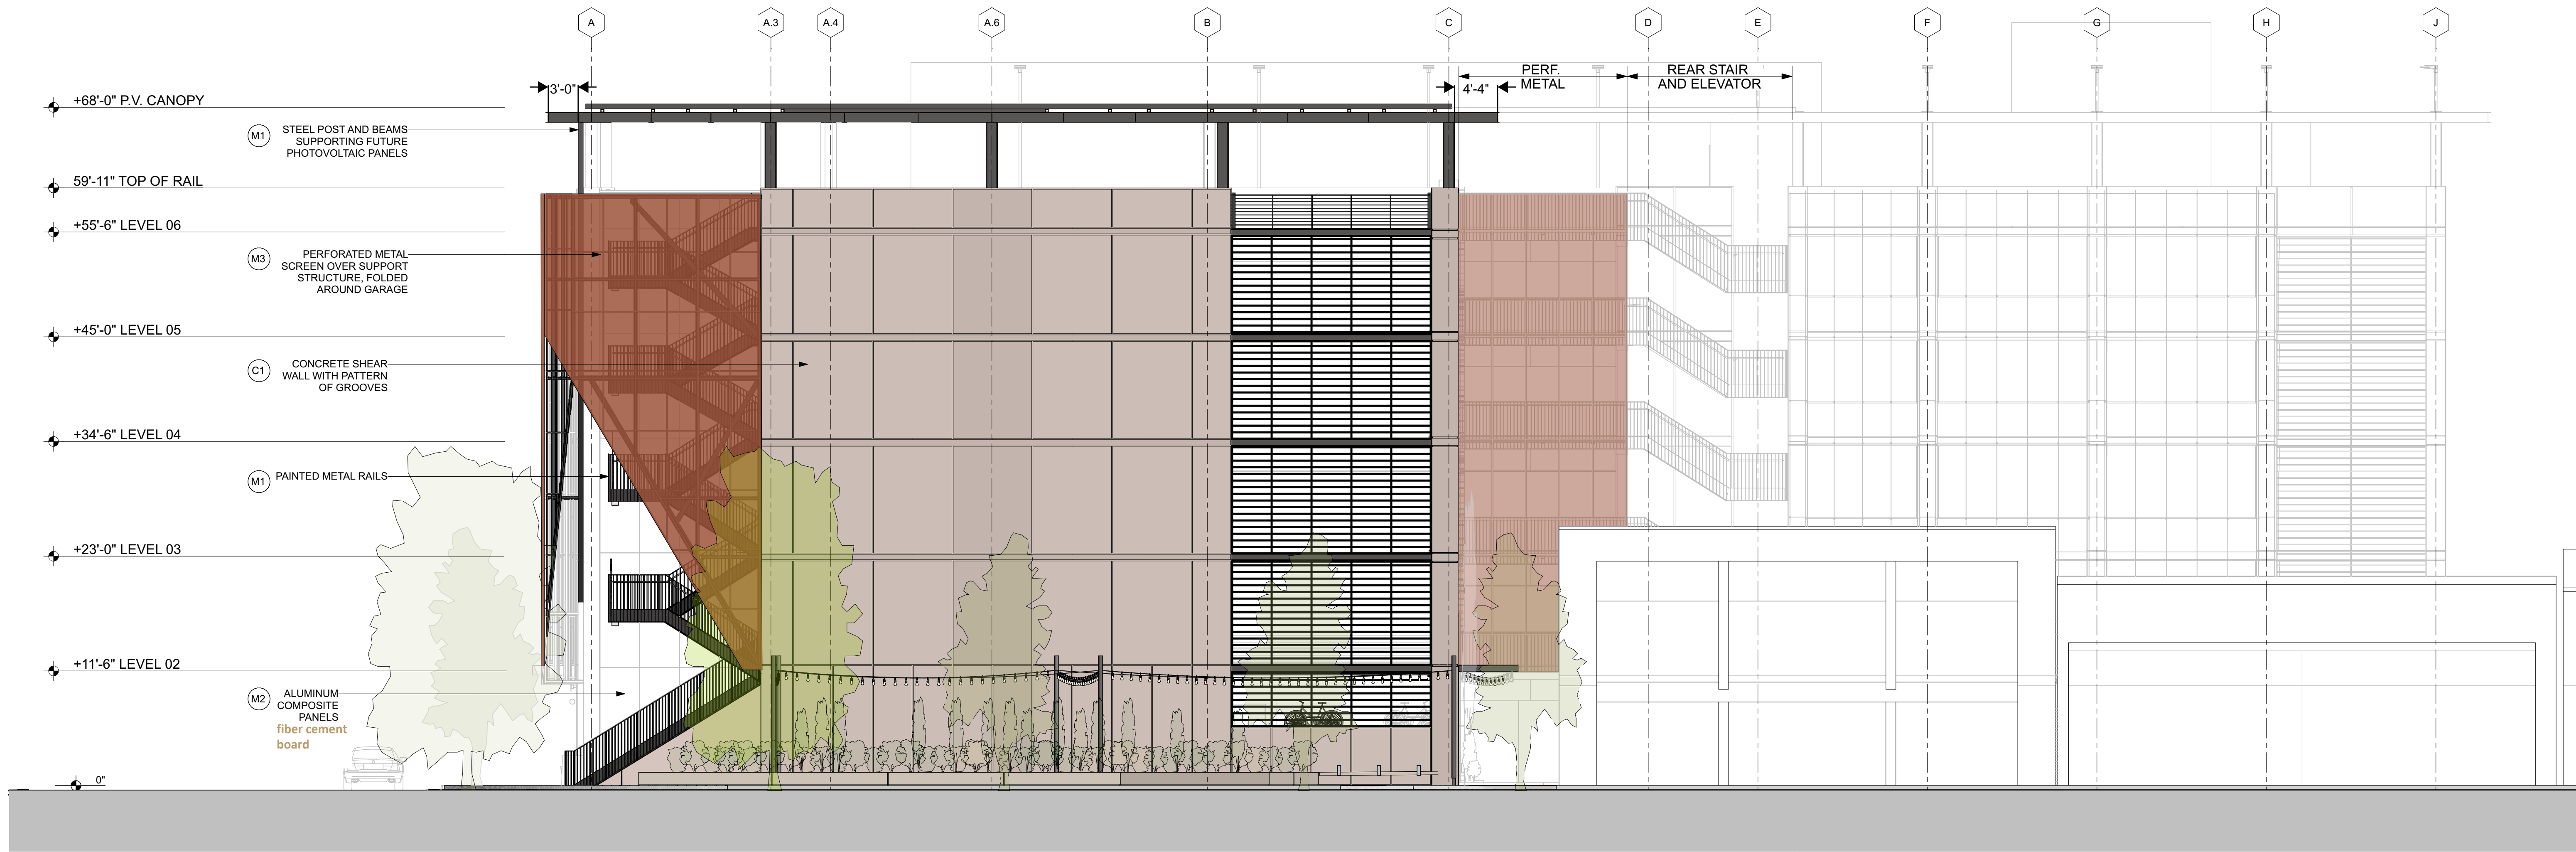 A
A.3
A.4
A.6
B
C
D
E
F
G
H
J
3'-0"
4'-4"
PERF.
METAL
REAR STAIR
AND ELEVATOR
+68'-0" P.V. CANOPY
M1
STEEL POST AND BEAMS
SUPPORTING FUTURE
PHOTOVOLTAIC PANELS
59'-11" TOP OF RAIL
+55'-6" LEVEL 06
M3
PERFORATED METAL
SCREEN OVER SUPPORT
STRUCTURE, FOLDED
AROUND GARAGE
+45'-0" LEVEL 05
C1
CONCRETE SHEAR
WALL WITH PATTERN
OF GROOVES
+34'-6" LEVEL 04
M1
PAINTED METAL RAILS
+23'-0" LEVEL 03
+11'-6" LEVEL 02
M2
ALUMINUM
COMPOSITE
PANELS
fiber cement
board
0"